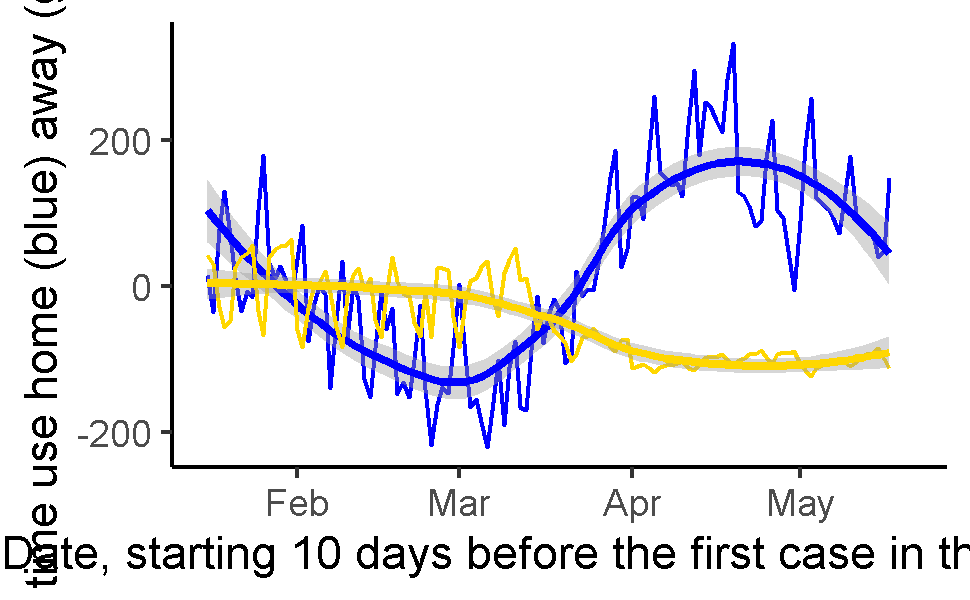 time use home (blue) away (
200
0
-200
Feb Mar Apr May
Date, starting 10 days before the first case in th